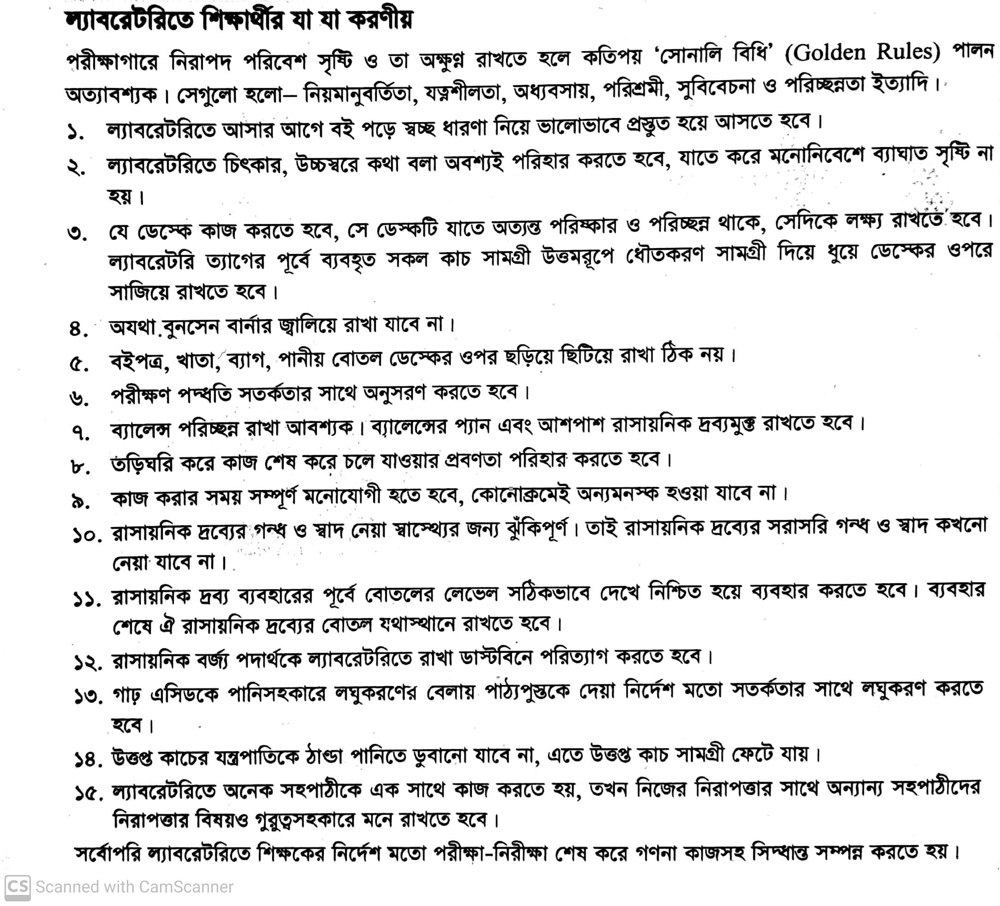 ল্যাবরেটরিতে শিক্ষার্থীর যা যা করণীয়
পরীক্ষাগারে নিরাপদ পরিবেশ সৃষ্টি ও তা অক্ষুণ্ন রাখতে হলে কতিপয় ‘সোনালি বিধি’ (Golden Rules) পালন
অত্যাবশ্যক। সেগুলো হলো– নিয়মানুবর্তিতা, যত্নশীলতা, অধ্যবসায়, পরিশ্রমী, সুবিবেচনা ও পরিচ্ছন্নতা ইত্যাদি।
১. ল্যাবরেটরিতে আসার আগে বই পড়ে স্বচ্ছ ধারণা নিয়ে ভালোভাবে প্রস্তুত হয়ে আসতে হবে।
২. ল্যাবরেটরিতে চিৎকার, উচ্চস্বরে কথা বলা অবশ্যই পরিহার করতে হবে, যাতে করে মনোনিবেশে ব্যাঘাত সৃষ্টি না
হয়।
৩. যে ডেস্কে কাজ করতে হবে, সে ডেস্কটি যাতে অত্যন্ত পরিষ্কার ও পরিচ্ছন্ন থাকে, সেদিকে লক্ষ্য রাখতে হবে।
ল্যাবরেটরি ত্যাগের পূর্বে ব্যবহৃত সকল কাচ সামগ্রী উত্তমরূপে ধৌতকরণ সামগ্রী দিয়ে ধুয়ে ডেস্কের ওপরে
সাজিয়ে রাখতে হবে।
৪. অযথা বুনসেন বার্নার জ্বালিয়ে রাখা যাবে না।
৫. বইপত্র, খাতা, ব্যাগ, পানীয় বোতল ডেস্কের ওপর ছড়িয়ে ছিটিয়ে রাখা ঠিক নয়।
৬. পরীক্ষণ পদ্ধতি সতর্কতার সাথে অনুসরণ করতে হবে।
৭. ব্যালেন্স পরিচ্ছন্ন রাখা আবশ্যক। ব্যালেন্সের প্যান এবং আশপাশ রাসায়নিক দ্রব্যমুক্ত রাখতে হবে।
৮. তড়িঘরি করে কাজ শেষ করে চলে যাওয়ার প্রবণতা পরিহার করতে হবে।
৯. কাজ করার সময় সম্পূর্ণ মনোযোগী হতে হবে, কোনোক্রমেই অন্যমনস্ক হওয়া যাবে না।
১০. রাসায়নিক দ্রব্যের গন্ধ ও স্বাদ নেয়া স্বাস্থ্যের জন্য ঝুঁকিপূর্ণ। তাই রাসায়নিক দ্রব্যের সরাসরি গন্ধ ও স্বাদ কখনো
নেয়া যাবে না।
১১. রাসায়নিক দ্রব্য ব্যবহারের পূর্বে বোতলের লেভেল সঠিকভাবে দেখে নিশ্চিত হয়ে ব্যবহার করতে হবে। ব্যবহার
শেষে ঐ রাসায়নিক দ্রব্যের বোতল যথাস্থানে রাখতে হবে।
১২. রাসায়নিক বর্জ্য পদার্থকে ল্যাবরেটরিতে রাখা ডাস্টবিনে পরিত্যাগ করতে হবে।
১৩. গাঢ় এসিডকে পানিসহকারে লঘুকরণের বেলায় পাঠ্যপুস্তকে দেয়া নির্দেশ মতো সতর্কতার সাথে লঘুকরণ করতে
হবে।
১৪. উত্তপ্ত কাচের যন্ত্রপাতিকে ঠাণ্ডা পানিতে ডুবানো যাবে না, এতে উত্তপ্ত কাচ সামগ্রী ফেটে যায়।
১৫. ল্যাবরেটরিতে অনেক সহপাঠীকে এক সাথে কাজ করতে হয়, তখন নিজের নিরাপত্তার সাথে অন্যান্য সহপাঠীদের
নিরাপত্তার বিষয়ও গুরুত্বসহকারে মনে রাখতে হবে।
সর্বোপরি ল্যাবরেটরিতে শিক্ষকের নির্দেশ মতো পরীক্ষা-নিরীক্ষা শেষ করে গণনা কাজসহ সিদ্ধান্ত সম্পন্ন করতে হয়।
CS Scanned with CamScanner